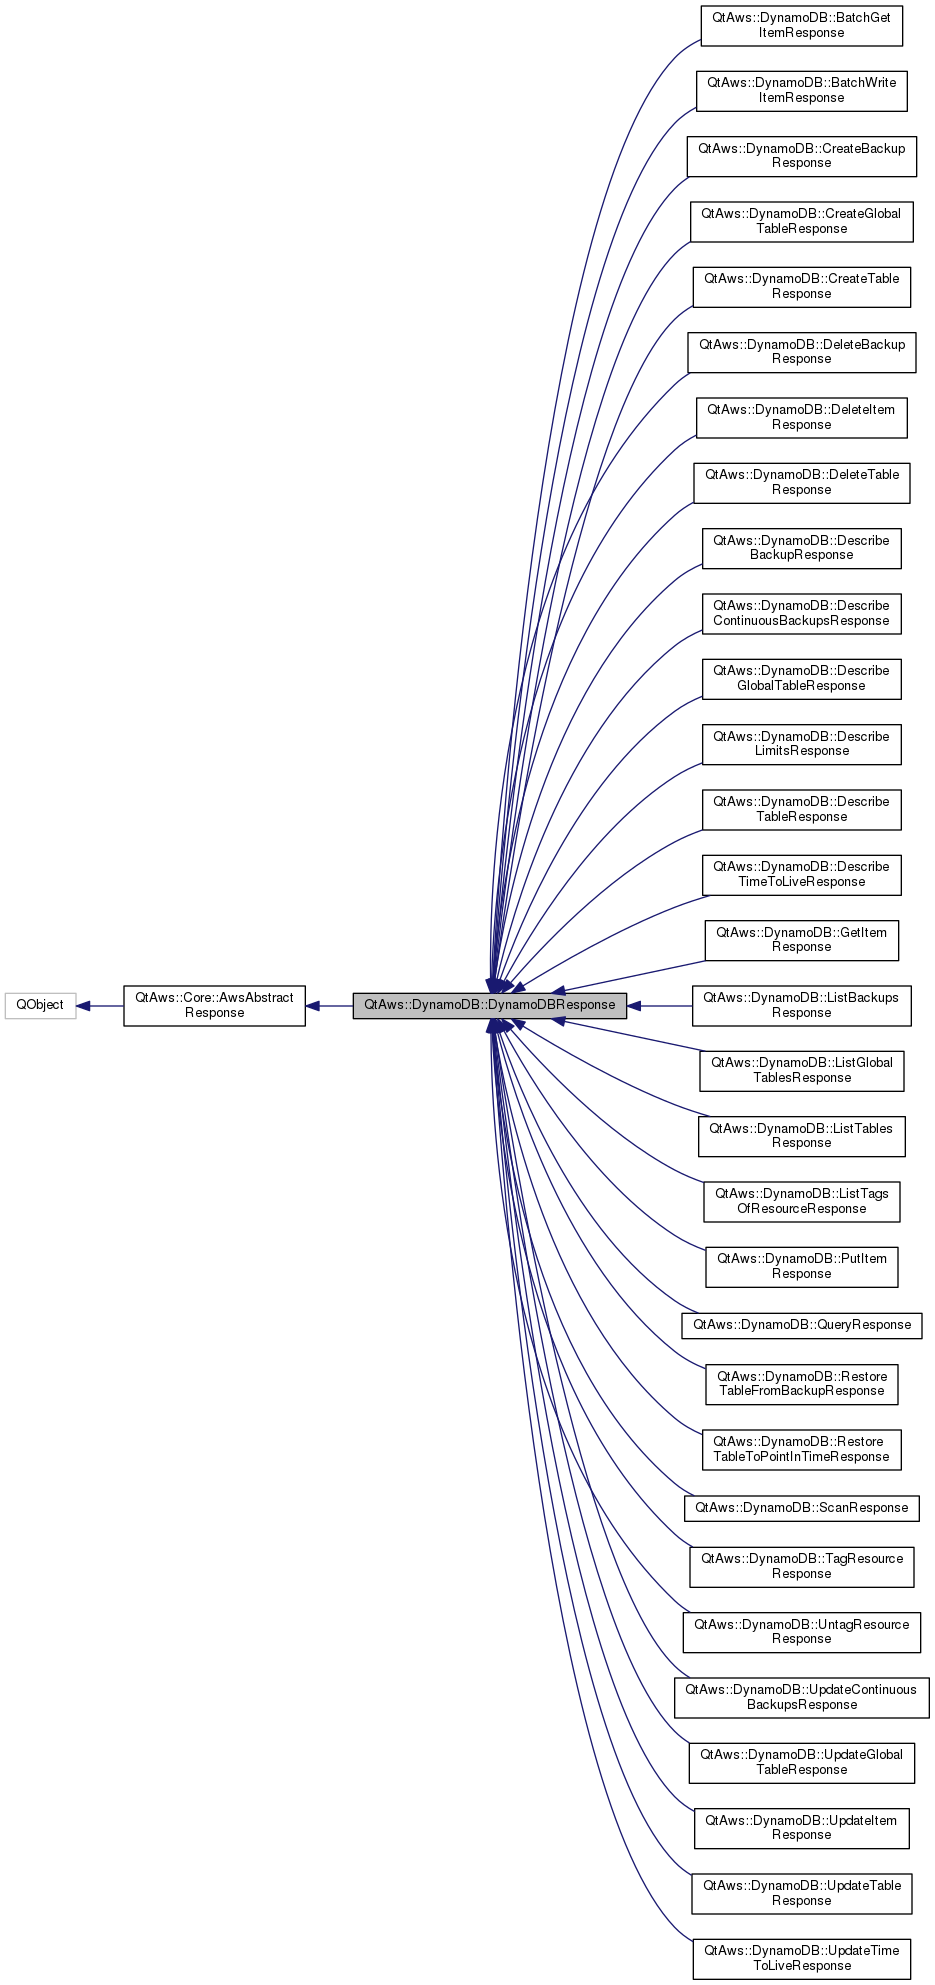 QtAws::DynamoDB::BatchGet
ItemResponse
QtAws::DynamoDB::BatchWrite
ItemResponse
QtAws::DynamoDB::CreateBackup
Response
QtAws::DynamoDB::CreateGlobal
TableResponse
QtAws::DynamoDB::CreateTable
Response
QtAws::DynamoDB::DeleteBackup
Response
QtAws::DynamoDB::DeleteItem
Response
QtAws::DynamoDB::DeleteTable
Response
QtAws::DynamoDB::Describe
BackupResponse
QtAws::DynamoDB::Describe
ContinuousBackupsResponse
QtAws::DynamoDB::Describe
GlobalTableResponse
QtAws::DynamoDB::Describe
LimitsResponse
QtAws::DynamoDB::Describe
TableResponse
QtAws::DynamoDB::Describe
TimeToLiveResponse
QtAws::DynamoDB::GetItem
Response
QObject
QtAws::Core::AwsAbstract
Response
QtAws::DynamoDB::DynamoDBResponse
QtAws::DynamoDB::ListBackups
Response
QtAws::DynamoDB::ListGlobal
TablesResponse
QtAws::DynamoDB::ListTables
Response
QtAws::DynamoDB::ListTags
OfResourceResponse
QtAws::DynamoDB::PutItem
Response
QtAws::DynamoDB::QueryResponse
QtAws::DynamoDB::Restore
TableFromBackupResponse
QtAws::DynamoDB::Restore
TableToPointInTimeResponse
QtAws::DynamoDB::ScanResponse
QtAws::DynamoDB::TagResource
Response
QtAws::DynamoDB::UntagResource
Response
QtAws::DynamoDB::UpdateContinuous
BackupsResponse
QtAws::DynamoDB::UpdateGlobal
TableResponse
QtAws::DynamoDB::UpdateItem
Response
QtAws::DynamoDB::UpdateTable
Response
QtAws::DynamoDB::UpdateTime
ToLiveResponse